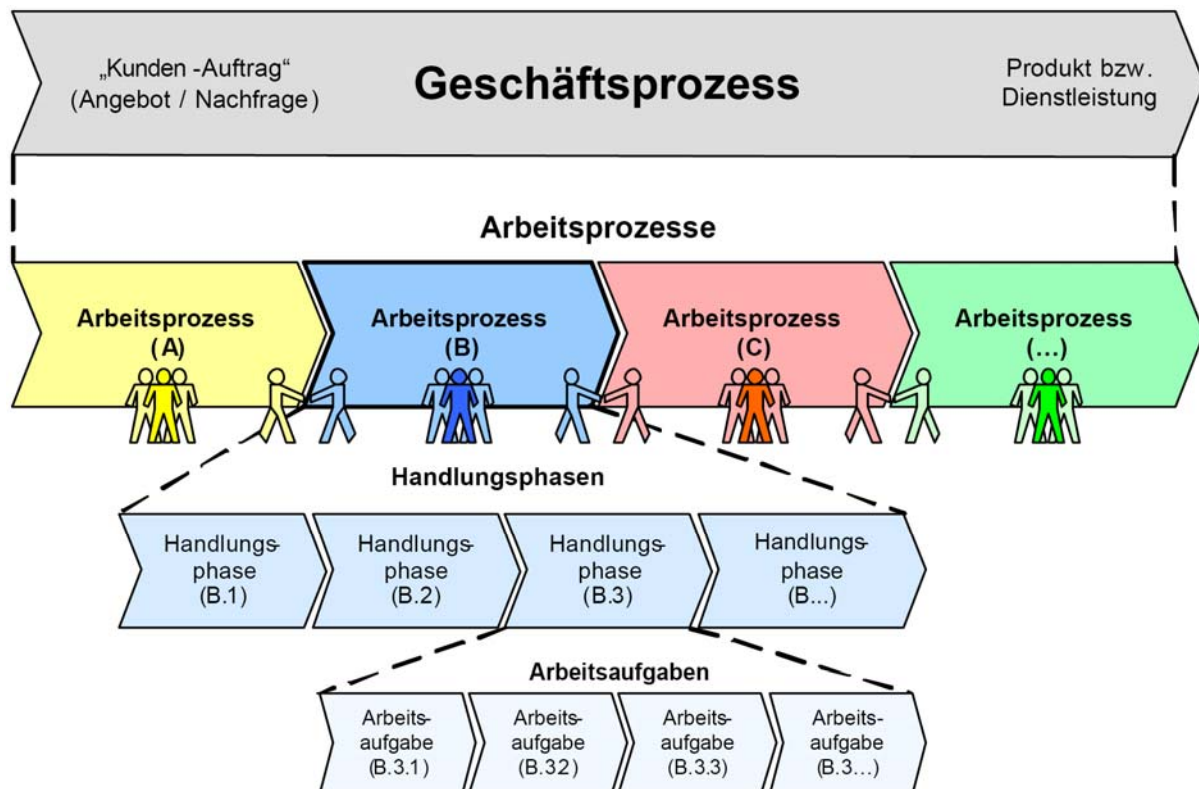 „Kunden -Auftrag“
(Angebot / Nachfrage)
Geschäftsprozess
Produkt bzw.
Dienstleistung
Arbeitsprozesse
Arbeitsprozess
(A)
Arbeitsprozess
(B)
Arbeitsprozess
(C)
Arbeitsprozess
(...)
Handlungsphasen
Handlungs-
phase
(B.1)
Handlungs-
phase
(B.2)
Handlungs-
phase
(B.3)
Handlungs-
phase
(B...)
Arbeitsaufgaben
Arbeits-
aufgabe
(B.3.1)
Arbeits-
aufgabe
(B.32)
Arbeits-
aufgabe
(B.3.3)
Arbeits-
aufgabe
(B.3...)